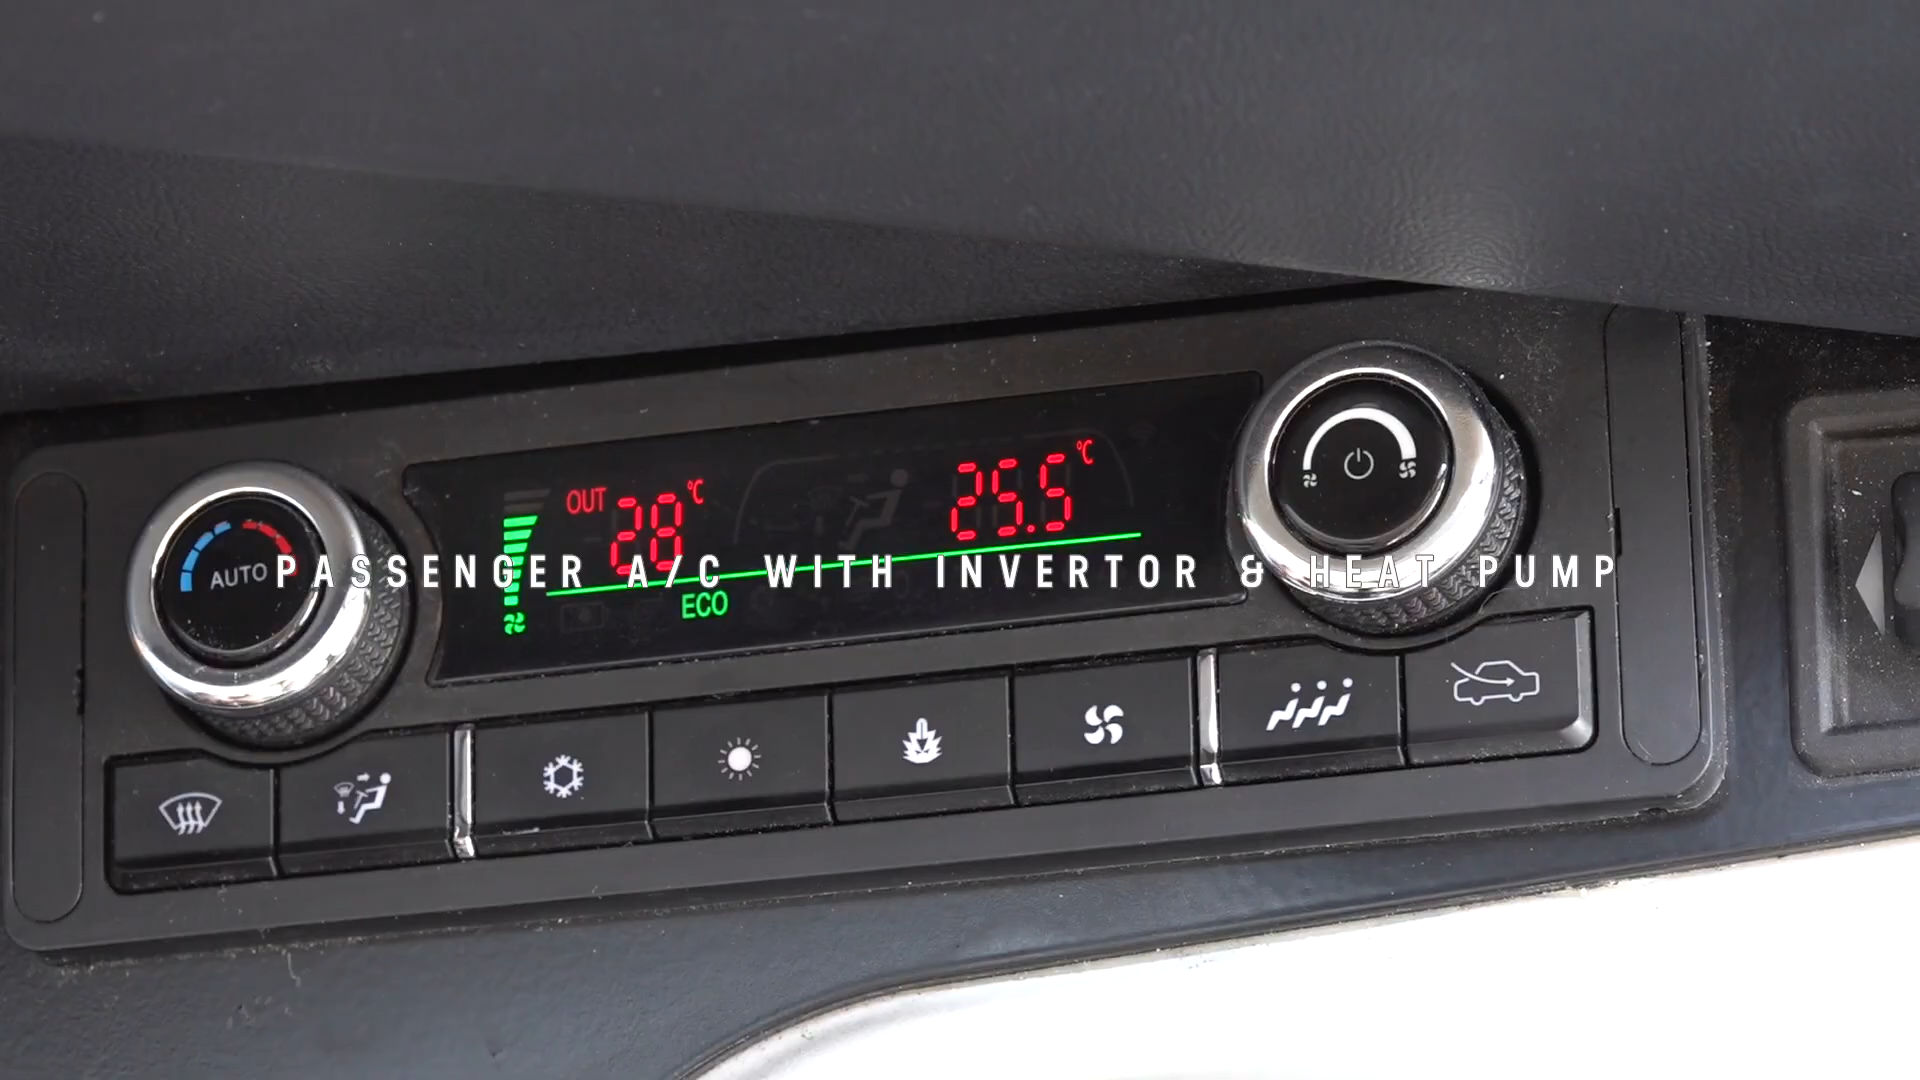 OUT 28°C
25.5°C
AUTO
PASSENGER A/C WITH INVERTOR & HEAT PUMP
ECO